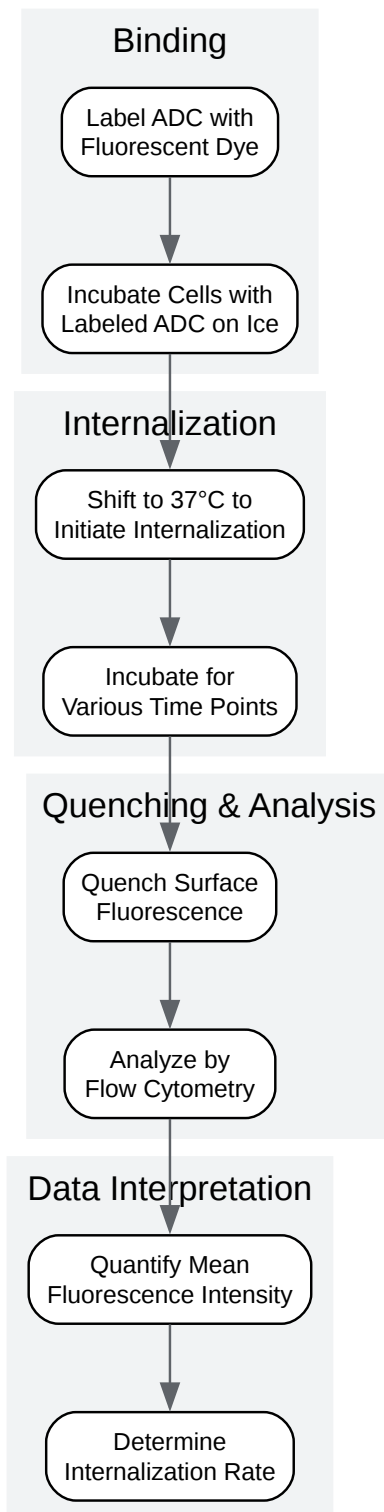 Binding
Label ADC with
Fluorescent Dye
Incubate Cells with
Labeled ADC on Ice
Internalization
Shift to 37°C to
Initiate Internalization
Incubate for
Various Time Points
Quenching & Analysis
Quench Surface
Fluorescence
Analyze by
Flow Cytometry
Data Interpretation
Quantify Mean
Fluorescence Intensity
Determine
Internalization Rate